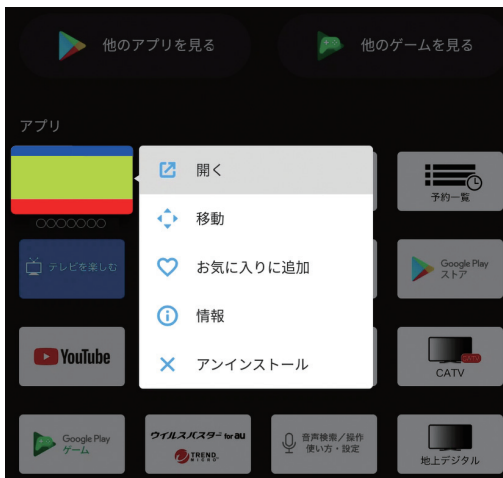 他のアプリを見る
他のゲームを見る
アプリ
開く
移動
お気に入りに追加
情報
アンインストール
予約一覧
○○○○○○○
テレビを楽しむ
Google Play
ストア
YouTube
CATV
CATV
Google Play
ゲーム
ウイルスバスター for au
TREND
MICRO
音声検索/操作
使い方・設定
地上デジタル